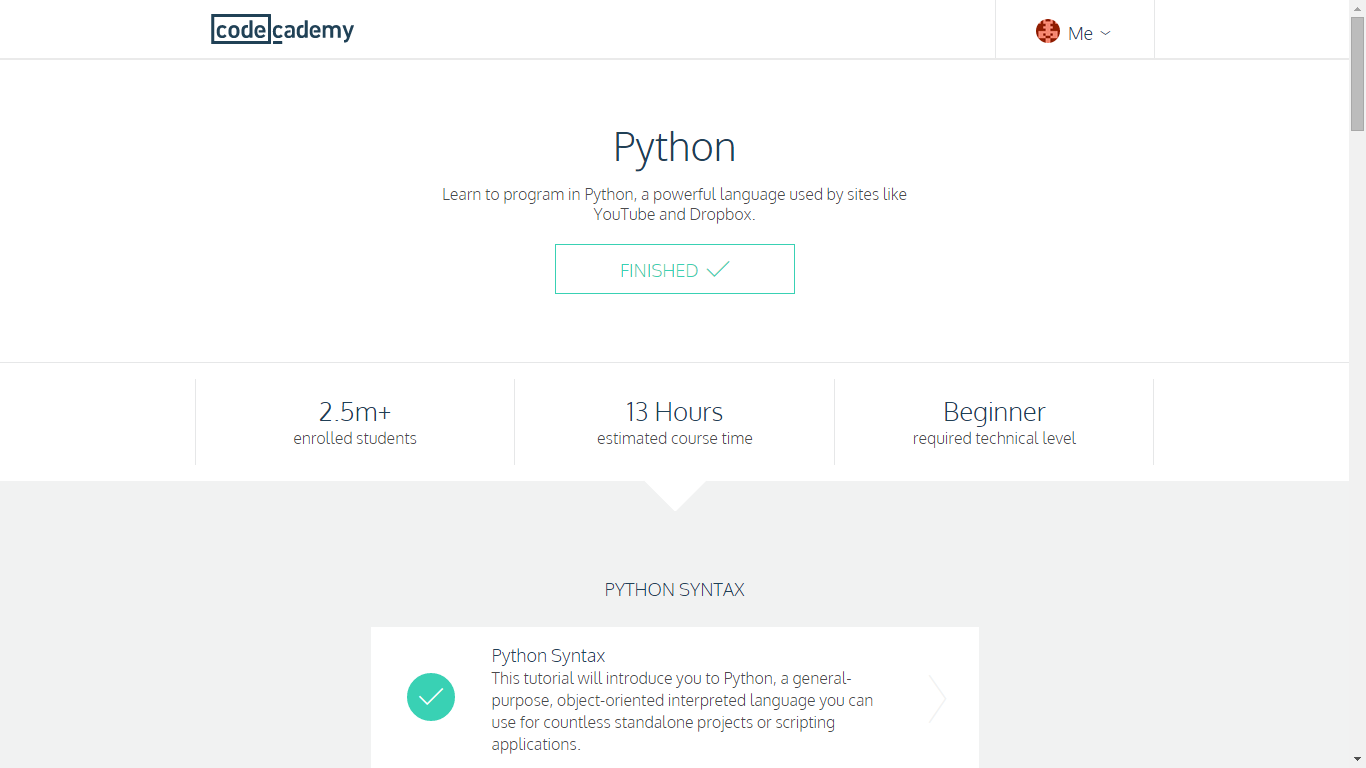 codecademy
Me
Python
Learn to program in Python, a powerful language used by sites like
YouTube and Dropbox.
FINISHED
2.5m+
enrolled students
13 Hours
estimated course time
Beginner
required technical level
PYTHON SYNTAX
Python Syntax
This tutorial will introduce you to Python, a general-
purpose, object-oriented interpreted language you can
use for countless standalone projects or scripting
applications.